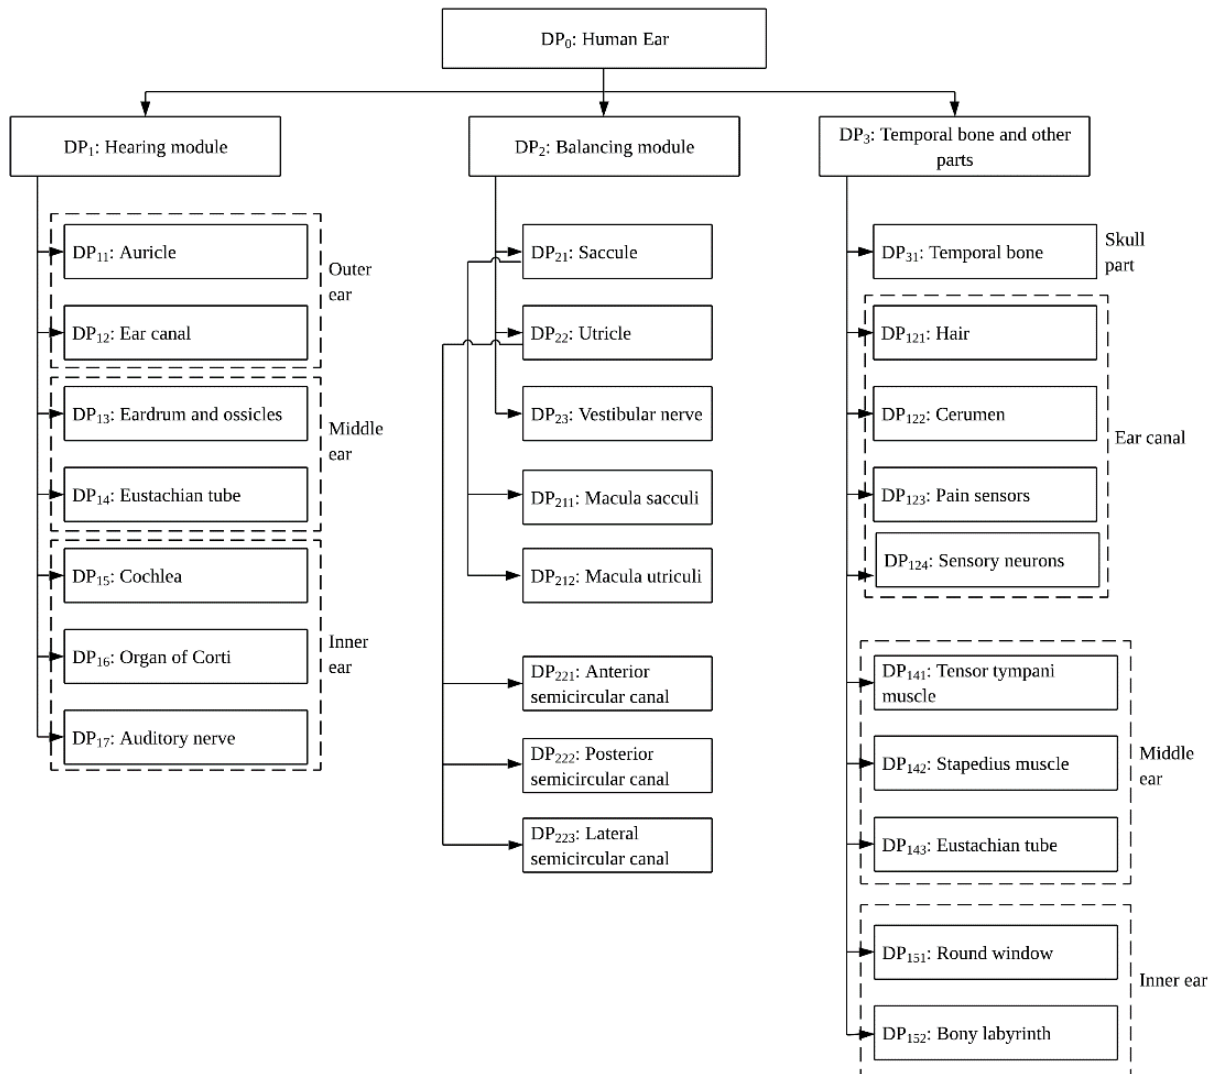 DP₀: Human Ear
DP₁: Hearing module
DP₁₁: Auricle
DP₁₂: Ear canal
Outer
ear
DP₁₃: Eardrum and ossicles
DP₁₄: Eustachian tube
Middle
ear
DP₁₅: Cochlea
DP₁₆: Organ of Corti
DP₁₇: Auditory nerve
Inner
ear
DP₂: Balancing module
DP₂₁: Saccule
DP₂₂: Utricle
DP₂₃: Vestibular nerve
DP₂₁₁: Macula sacculi
DP₂₁₂: Macula utriculi
DP₂₂₁: Anterior
semicircular canal
DP₂₂₂: Posterior
semicircular canal
DP₂₂₃: Lateral
semicircular canal
DP₃: Temporal bone and other
parts
DP₃₁: Temporal bone
Skull
part
DP₁₂₁: Hair
DP₁₂₂: Cerumen
DP₁₂₃: Pain sensors
DP₁₂₄: Sensory neurons
Ear canal
DP₁₄₁: Tensor tympani
muscle
DP₁₄₂: Stapedius muscle
DP₁₄₃: Eustachian tube
Middle
ear
DP₁₅₁: Round window
DP₁₅₂: Bony labyrinth
Inner ear